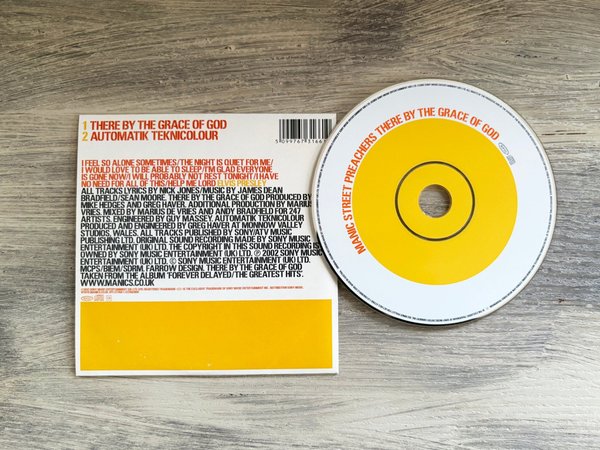 1 THERE BY THE GRACE OF GOD
2 AUTOMATIK TEKNICOLOUR
I FEEL SO ALONE SOMETIMES/THE NIGHT IS QUIET FOR ME/
I WOULD LOVE TO BE ABLE TO SLEEP/I'M GLAD EVERYONE
IS GONE NOW/I WILL PROBABLY NOT REST TONIGHT/I HAVE
NO NEED FOR ALL OF THIS/HELP ME LORD ELVIS PRESLEY
ALL TRACKS LYRICS BY NICK JONES/MUSIC BY JAMES DEAN
BRADFIELD/SEAN MOORE. THERE BY THE GRACE OF GOD PRODUCED BY
MIKE HEDGES AND GREG HAVER. ADDITIONAL PRODUCTION BY MARIUS
DE VRIES. MIXED BY MARIUS DE VRIES AND ANDY BRADFIELD FOR 247
ARTISTS. ENGINEERED BY GUY MASSEY. AUTOMATIK TEKNICOLOUR
PRODUCED AND ENGINEERED BY GREG HAVER AT MONNOW VALLEY
STUDIOS, WALES. ALL TRACKS PUBLISHED BY SONY/ATV MUSIC
PUBLISHING LTD. ORIGINAL SOUND RECORDING MADE BY SONY MUSIC
ENTERTAINMENT (UK) LTD. THE COPYRIGHT IN THIS SOUND RECORDING IS
OWNED BY SONY MUSIC ENTERTAINMENT (UK) LTD. ℗ 2002 SONY MUSIC
ENTERTAINMENT (UK) LTD. © SONY MUSIC ENTERTAINMENT (UK) LTD.
MCPS/BIEM/SDRM. FARROW DESIGN. THERE BY THE GRACE OF GOD
TAKEN FROM THE ALBUM 'FOREVER DELAYED/THE GREATEST HITS'.
WWW.MANICS.CO.UK
5 099767 3166
MANIC STREET PREACHERS THERE BY THE GRACE OF GOD